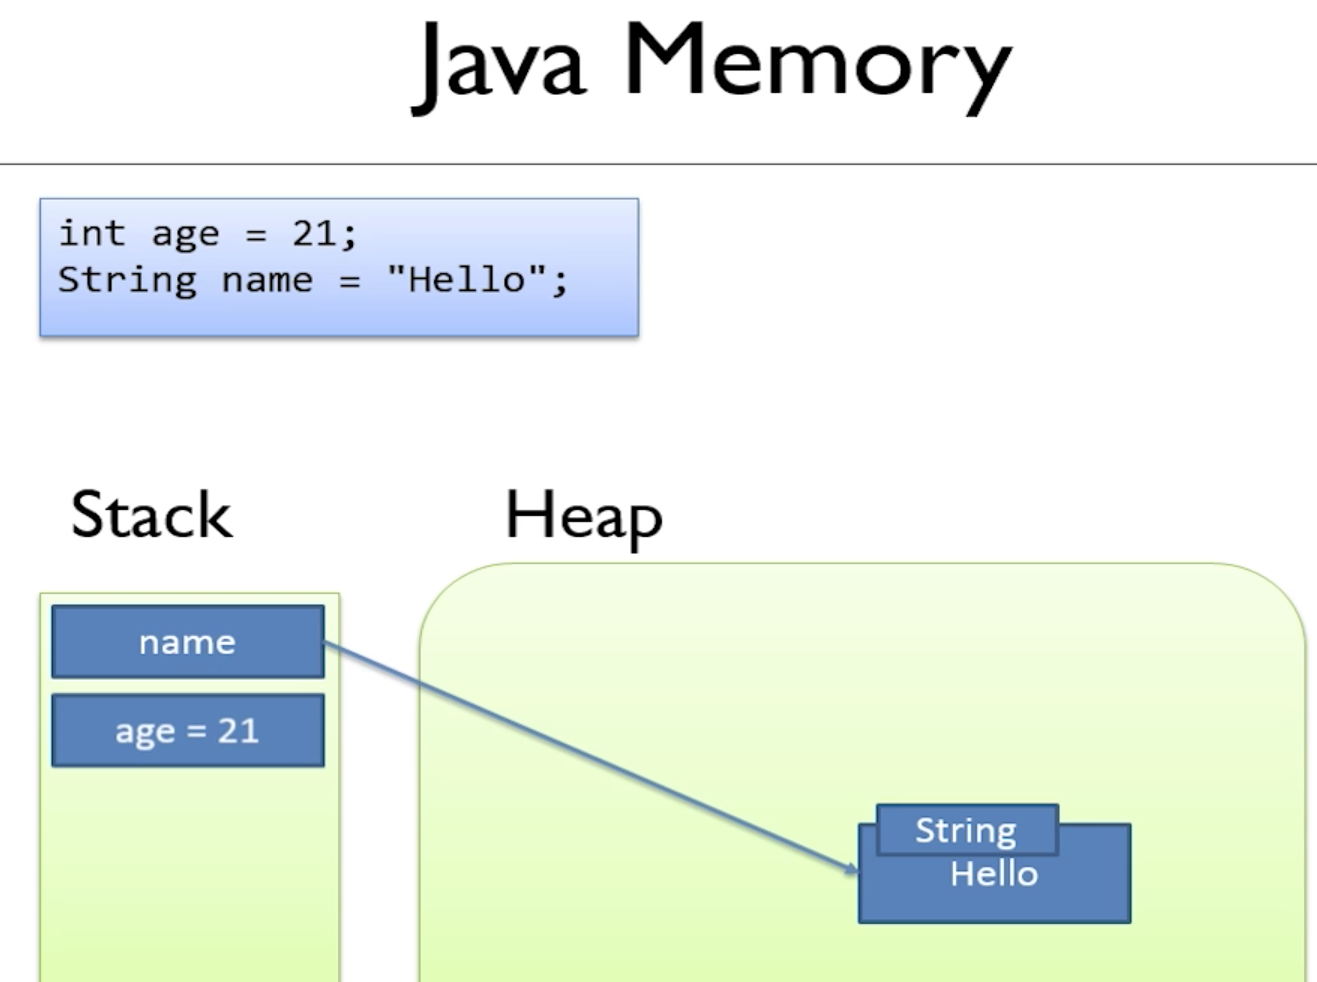 Java Memory
int age = 21;
String name = "Hello";
Stack
Heap
name
age = 21
String
Hello